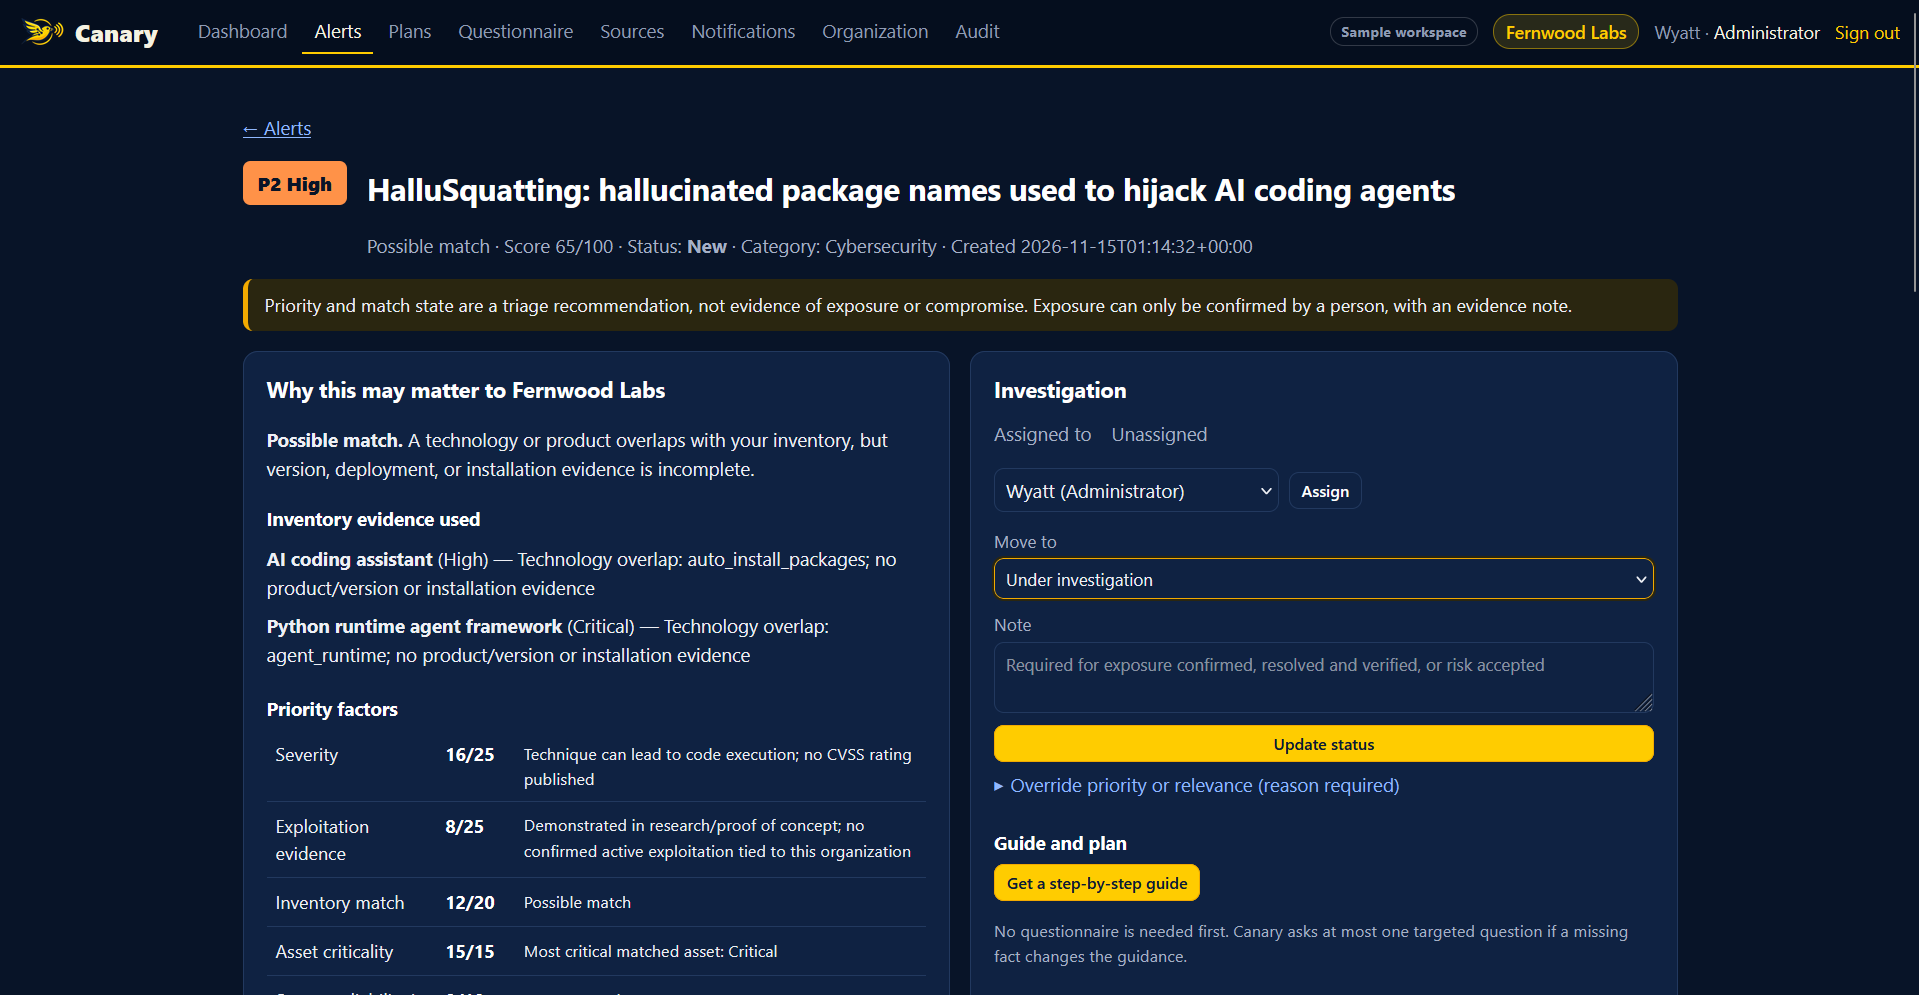 Canary
Dashboard
Alerts
Plans
Questionnaire
Sources
Notifications
Organization
Audit
Sample workspace
Fernwood Labs
Wyatt · Administrator
Sign out
← Alerts
P2 High
HalluSquatting: hallucinated package names used to hijack AI coding agents
Possible match · Score 65/100 · Status: New · Category: Cybersecurity · Created 2026-11-15T01:14:32+00:00
Priority and match state are a triage recommendation, not evidence of exposure or compromise. Exposure can only be confirmed by a person, with an evidence note.
Why this may matter to Fernwood Labs
Possible match. A technology or product overlaps with your inventory, but
version, deployment, or installation evidence is incomplete.
Inventory evidence used
AI coding assistant (High) — Technology overlap: auto_install_packages; no
product/version or installation evidence
Python runtime agent framework (Critical) — Technology overlap:
agent_runtime; no product/version or installation evidence
Priority factors
Severity 16/25 Technique can lead to code execution; no CVSS rating
published
Exploitation
evidence 8/25 Demonstrated in research/proof of concept; no
confirmed active exploitation tied to this organization
Inventory match 12/20 Possible match
Asset criticality 15/15 Most critical matched asset: Critical
Investigation
Assigned to Unassigned
Wyatt (Administrator)
Assign
Move to
Under investigation
Note
Required for exposure confirmed, resolved and verified, or risk accepted
Update status
▸ Override priority or relevance (reason required)
Guide and plan
Get a step-by-step guide
No questionnaire is needed first. Canary asks at most one targeted question if a missing
fact changes the guidance.